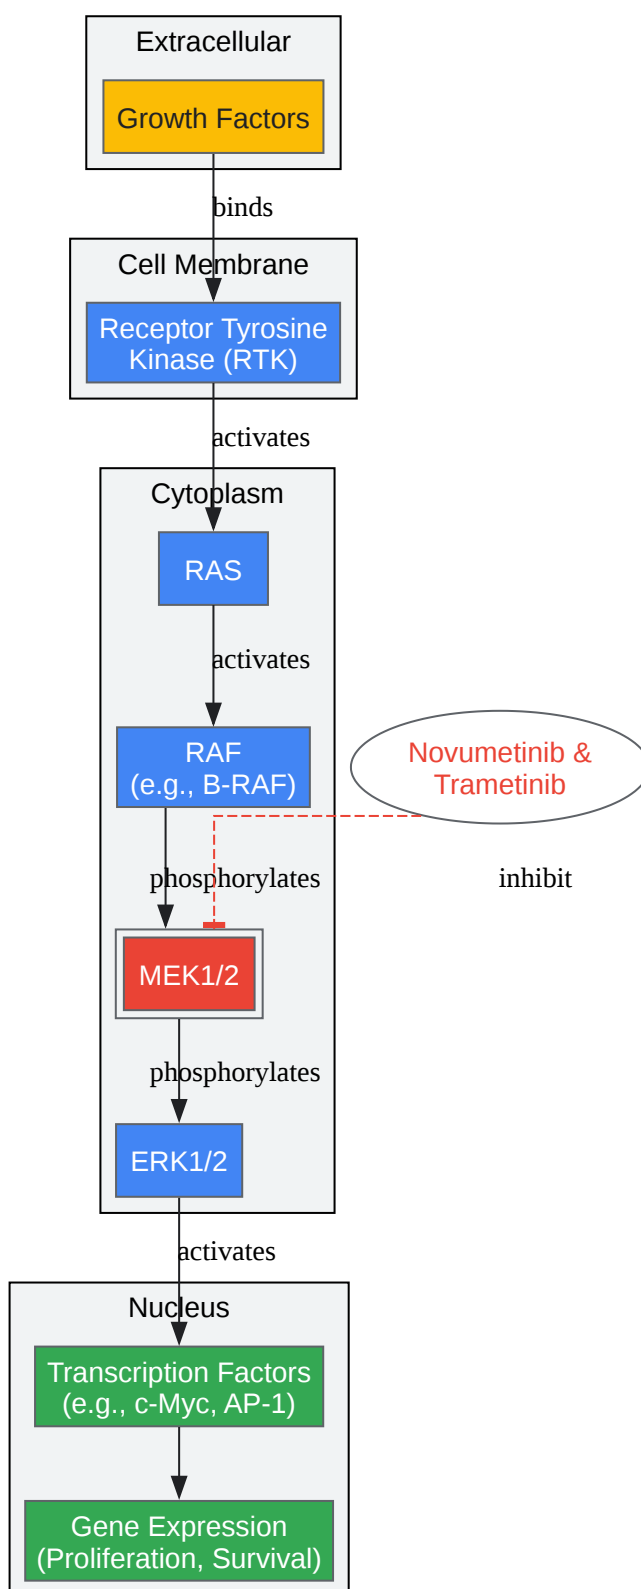 Extracellular
Growth Factors
binds
Cell Membrane
Receptor Tyrosine
Kinase (RTK)
activates
Cytoplasm
RAS
activates
RAF
(e.g., B-RAF)
Novumetinib &
Trametinib
phosphorylates
inhibit
MEK1/2
phosphorylates
ERK1/2
activates
Nucleus
Transcription Factors
(e.g., c-Myc, AP-1)
Gene Expression
(Proliferation, Survival)